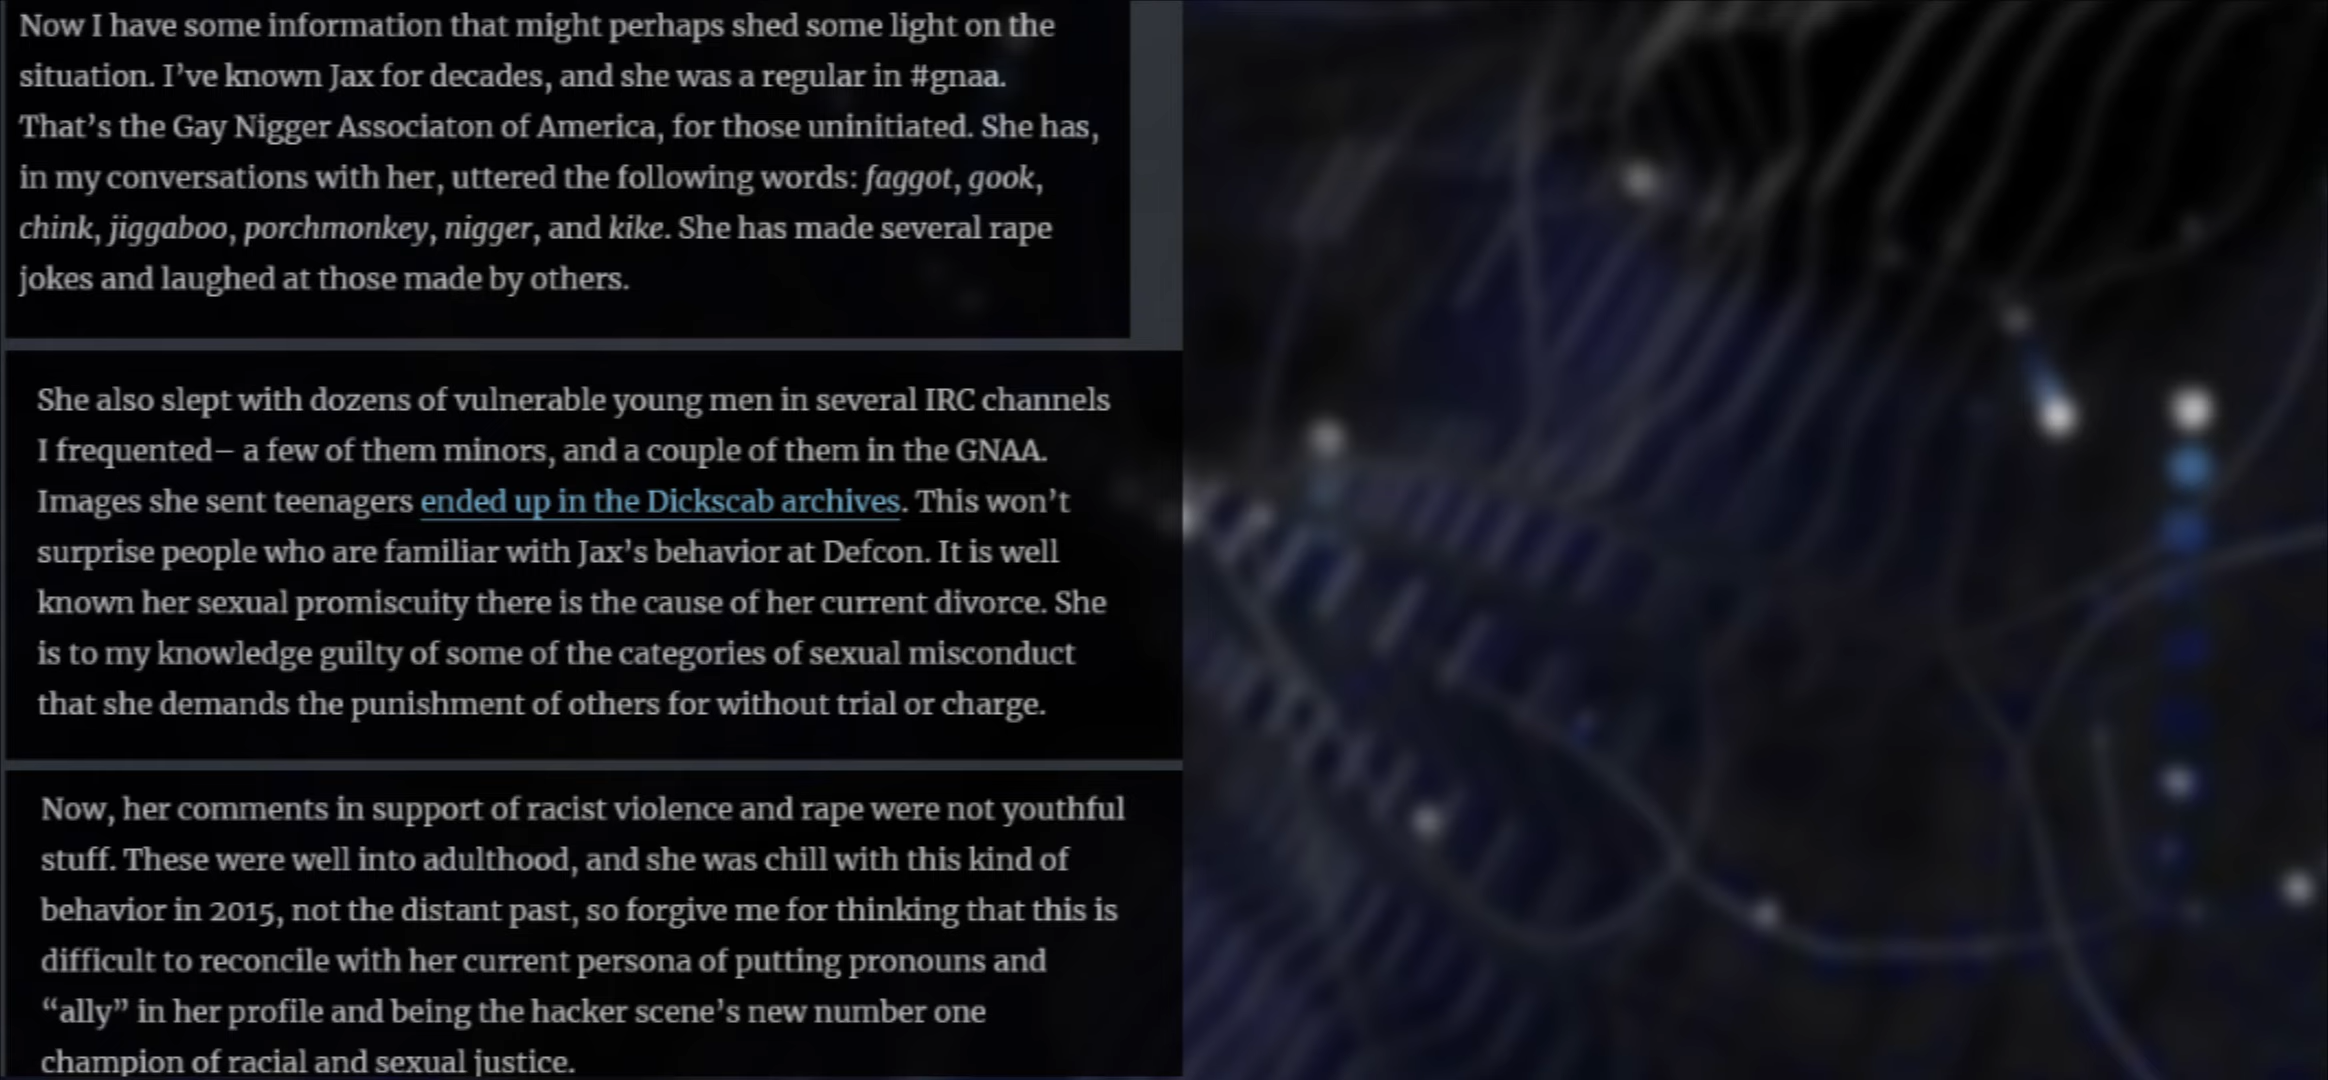 Now I have some information that might perhaps shed some light on the
situation. I’ve known Jax for decades, and she was a regular in #gnaa.
That’s the Gay Nigger Associaton of America, for those uninitiated. She has,
in my conversations with her, uttered the following words: faggot, gook,
chink, jiggaboo, porchmonkey, nigger, and kike. She has made several rape
jokes and laughed at those made by others.
She also slept with dozens of vulnerable young men in several IRC channels
I frequented– a few of them minors, and a couple of them in the GNAA.
Images she sent teenagers ended up in the Dickscab archives. This won’t
surprise people who are familiar with Jax’s behavior at Defcon. It is well
known her sexual promiscuity there is the cause of her current divorce. She
is to my knowledge guilty of some of the categories of sexual misconduct
that she demands the punishment of others for without trial or charge.
Now, her comments in support of racist violence and rape were not youthful
stuff. These were well into adulthood, and she was chill with this kind of
behavior in 2015, not the distant past, so forgive me for thinking that this is
difficult to reconcile with her current persona of putting pronouns and
“ally” in her profile and being the hacker scene’s new number one
champion of racial and sexual justice.